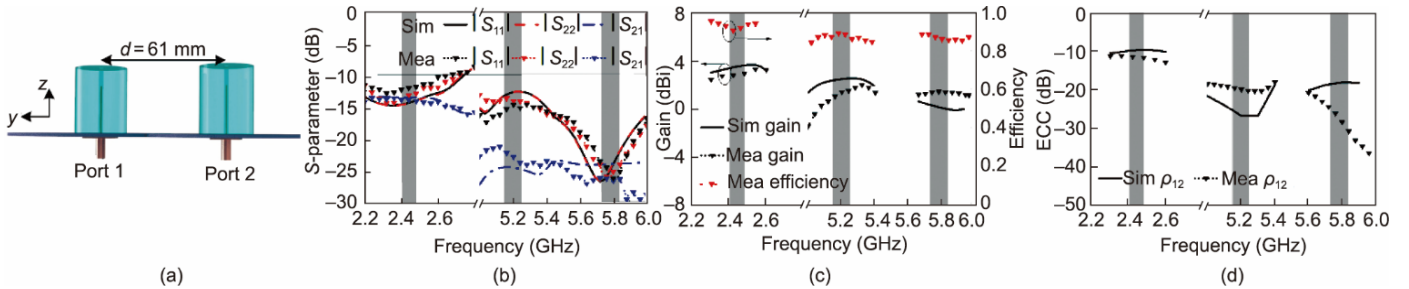 d = 61 mm
z
y
Port 1
Port 2
(a)
S-parameter (dB)
0
−5
−10
−15
−20
−25
−30
Sim |S11| |S22| |S21|
Mea |S11| |S22| |S21|
2.2 2.4 2.6 5.2 5.4 5.6 5.8 6.0
Frequency (GHz)
(b)
Gain (dBi)
8
4
0
−4
−8
Sim gain
Mea gain
Mea efficiency
1.0
0.8
0.6
0.4
0.2
0
Efficiency
2.2 2.4 2.6 5.2 5.4 5.6 5.8 6.0
Frequency (GHz)
(c)
ECC (dB)
0
−10
−20
−30
−40
−50
Sim ρ12 Mea ρ12
2.2 2.4 2.6 5.2 5.4 5.6 5.8 6.0
Frequency (GHz)
(d)